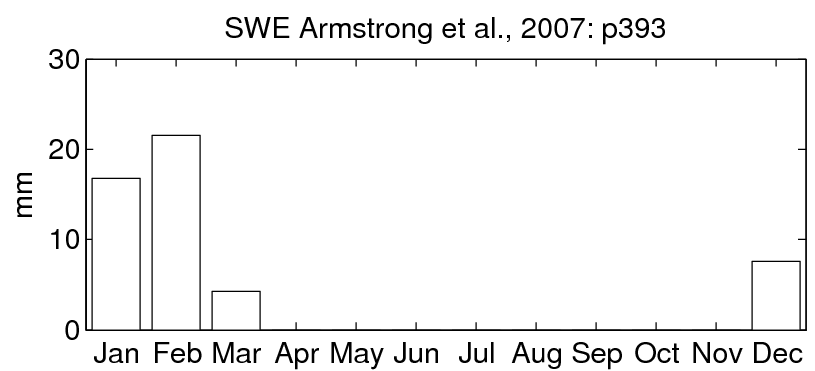 SWE Armstrong et al., 2007: p393
30
20
10
0
mm
Jan Feb Mar Apr May Jun Jul Aug Sep Oct Nov Dec